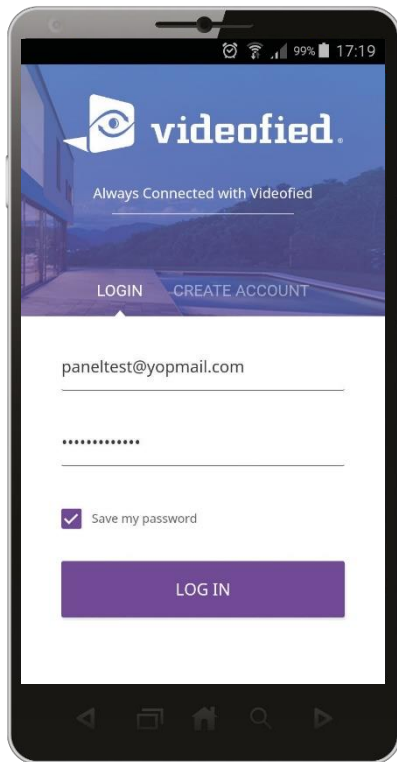 99% 17:19
videofied®
Always Connected with Videofied
LOGIN CREATE ACCOUNT
paneltest@yopmail.com
•••••••••••••
Save my password
LOG IN